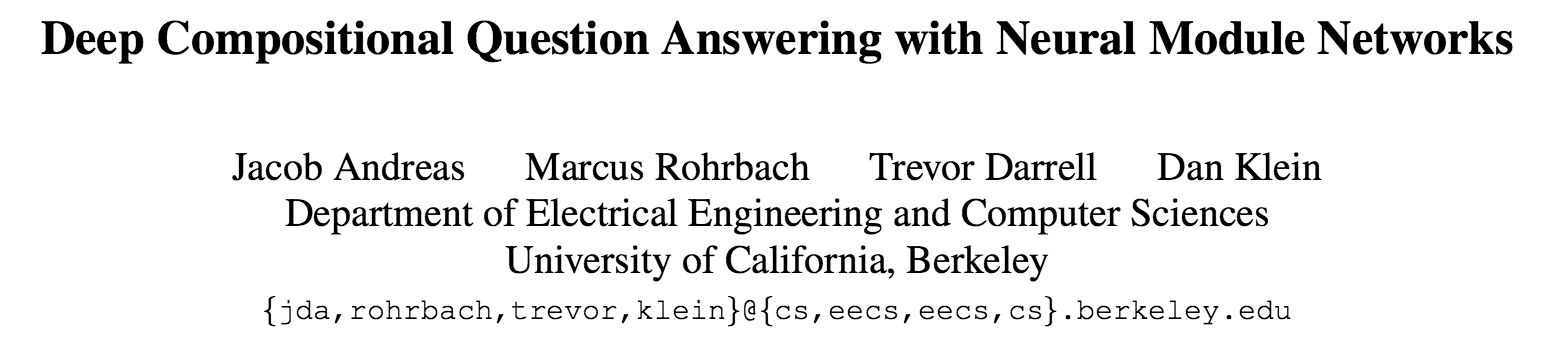 Deep Compositional Question Answering with Neural Module Networks
Jacob Andreas Marcus Rohrbach Trevor Darrell Dan Klein
Department of Electrical Engineering and Computer Sciences
University of California, Berkeley
{jda,rohrbach,trevor,klein}@{cs,eecs,eecs,cs}.berkeley.edu